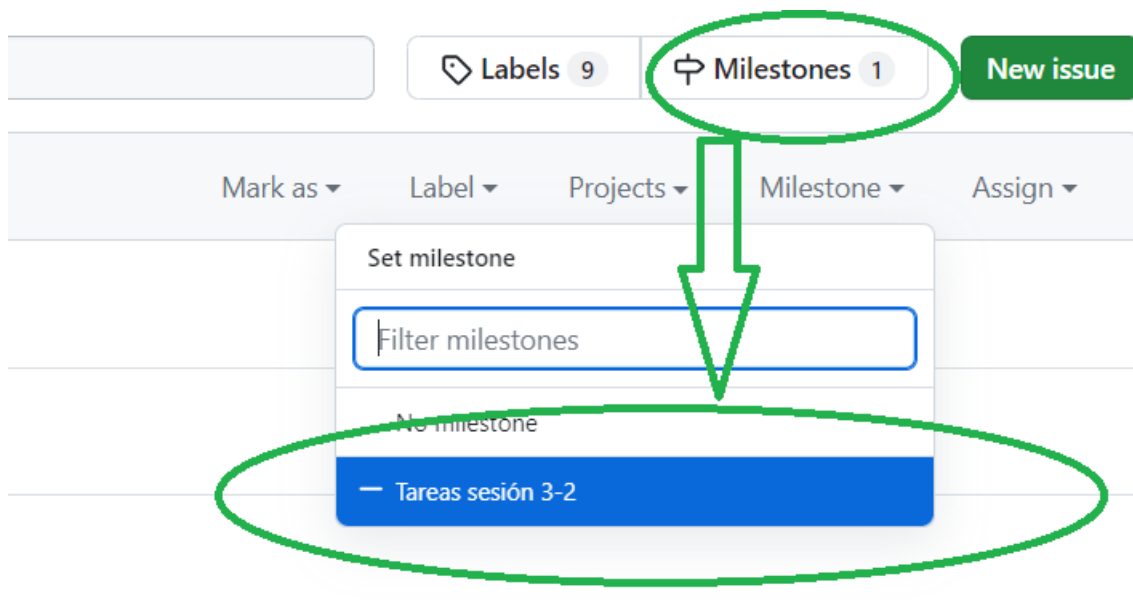 Labels 9 Milestones 1 New issue
Mark as Label Projects Milestone Assign
Set milestone
Filter milestones
No milestone
Tareas sesión 3-2